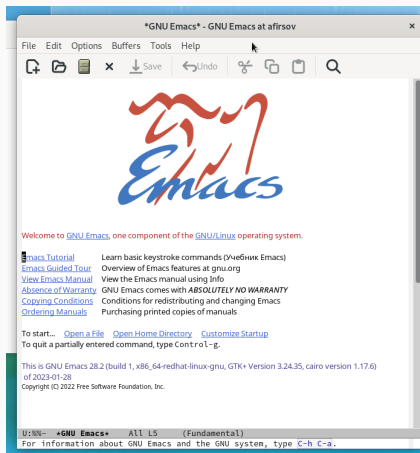 *GNU Emacs* - GNU Emacs at afirsov
×
File Edit Options Buffers Tools Help
Save Undo
Emacs
Welcome to GNU Emacs, one component of the GNU/Linux operating system.
Emacs Tutorial Learn basic keystroke commands (Учебник Emacs)
Emacs Guided Tour Overview of Emacs features at gnu.org
View Emacs Manual View the Emacs manual using Info
Absence of Warranty GNU Emacs comes with ABSOLUTELY NO WARRANTY
Copying Conditions Conditions for redistributing and changing Emacs
Ordering Manuals Purchasing printed copies of manuals
To start... Open a File Open Home Directory Customize Startup
To quit a partially entered command, type Control-g.
This is GNU Emacs 28.2 (build 1, x86_64-redhat-linux-gnu, GTK+ Version 3.24.35, cairo version 1.17.6)
of 2023-01-28
Copyright (C) 2022 Free Software Foundation, Inc.
U:%%- *GNU Emacs* All L5 (Fundamental)
For information about GNU Emacs and the GNU system, type C-h C-a.